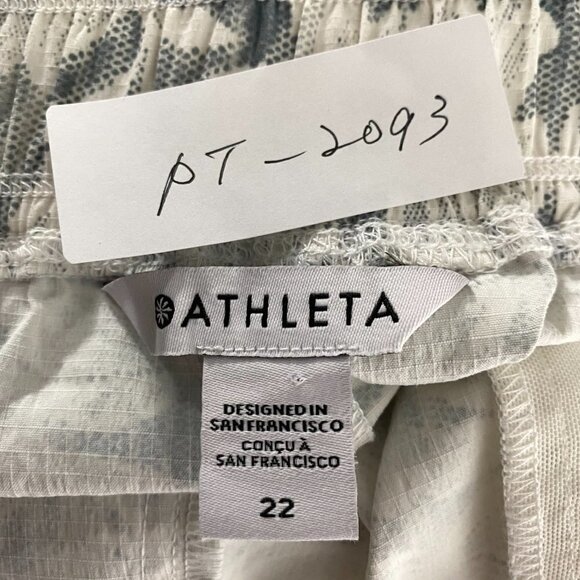 PT-2093
ATHLETA
DESIGNED IN
SAN FRANCISCO
CONÇU À
SAN FRANCISCO
22